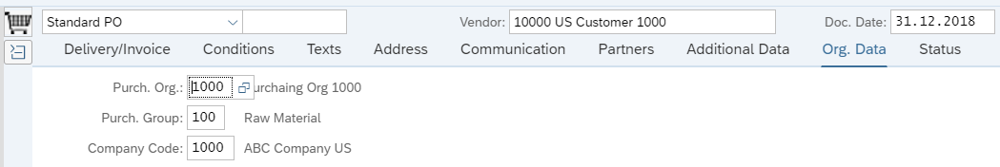 Standard PO Vendor: 10000 US Customer 1000 Doc. Date: 31.12.2018
Delivery/Invoice Conditions Texts Address Communication Partners Additional Data Org. Data Status
Purch. Org.: 1000 urchaing Org 1000
Purch. Group: 100 Raw Material
Company Code: 1000 ABC Company US